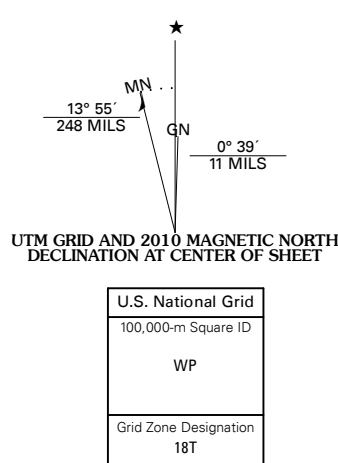 ★
MN
13° 55´
248 MILS
GN
0° 39´
11 MILS
UTM GRID AND 2010 MAGNETIC NORTH
DECLINATION AT CENTER OF SHEET
U.S. National Grid
100,000-m Square ID
WP
Grid Zone Designation
18T